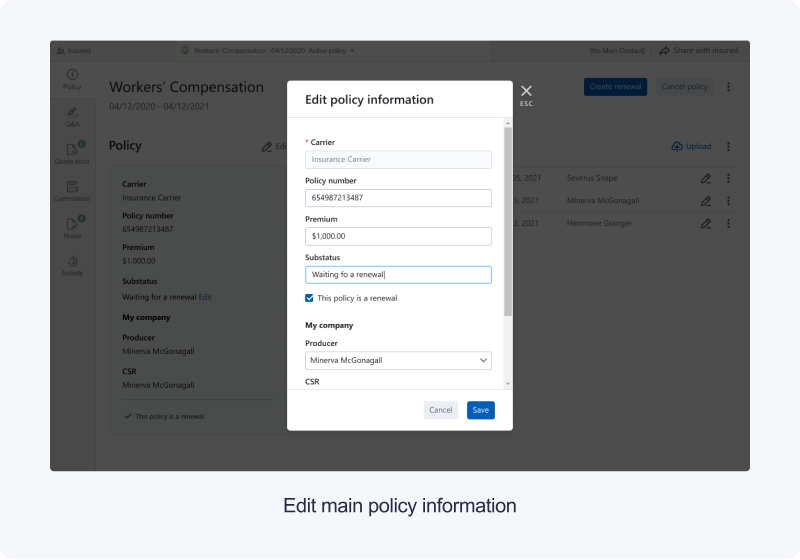 Insured
Workers' Compensation 04/12/2020 Active policy
[No Main Contact]
Share with insured
Policy
Q&A
Quote docs
Commission
Notes
Activity
Workers' Compensation
04/12/2020 – 04/12/2021
Create renewal
Cancel policy
Policy
Edi
Upload
Carrier
Insurance Carrier
Policy number
654987213487
Premium
$1,000.00
Substatus
Waiting for a renewal Edit
My company
Producer
Minerva McGonagall
CSR
Minerva McGonagall
This policy is a renewal
Edit policy information
ESC
* Carrier
Insurance Carrier
Policy number
654987213487
Premium
$1,000.00
Substatus
Waiting fo a renewal
This policy is a renewal
My company
Producer
Minerva McGonagall
CSR
Cancel
Save
05, 2021 Severus Snape
5, 2021 Minerva McGonagall
2, 2021 Hermione Granger
Edit main policy information